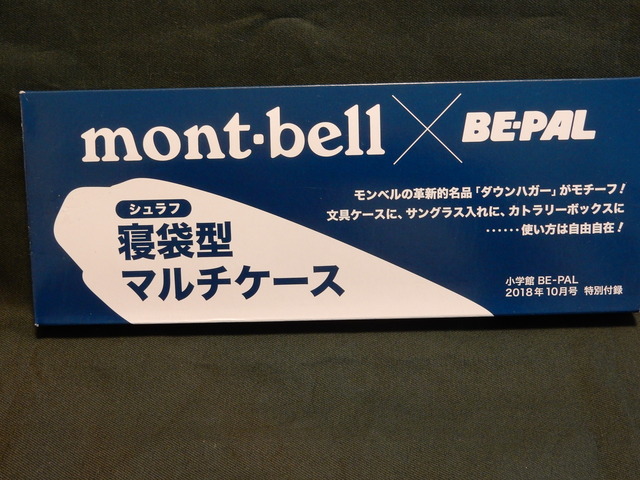 mont-bell × BE-PAL
モンベルの革新的名品「ダウンハガー」がモチーフ!
文具ケースに、サングラス入れに、カトラリーボックスに
……使い方は自由自在!
シュラフ
寝袋型
マルチケース
小学館 BE-PAL
2018年10月号 特別付録